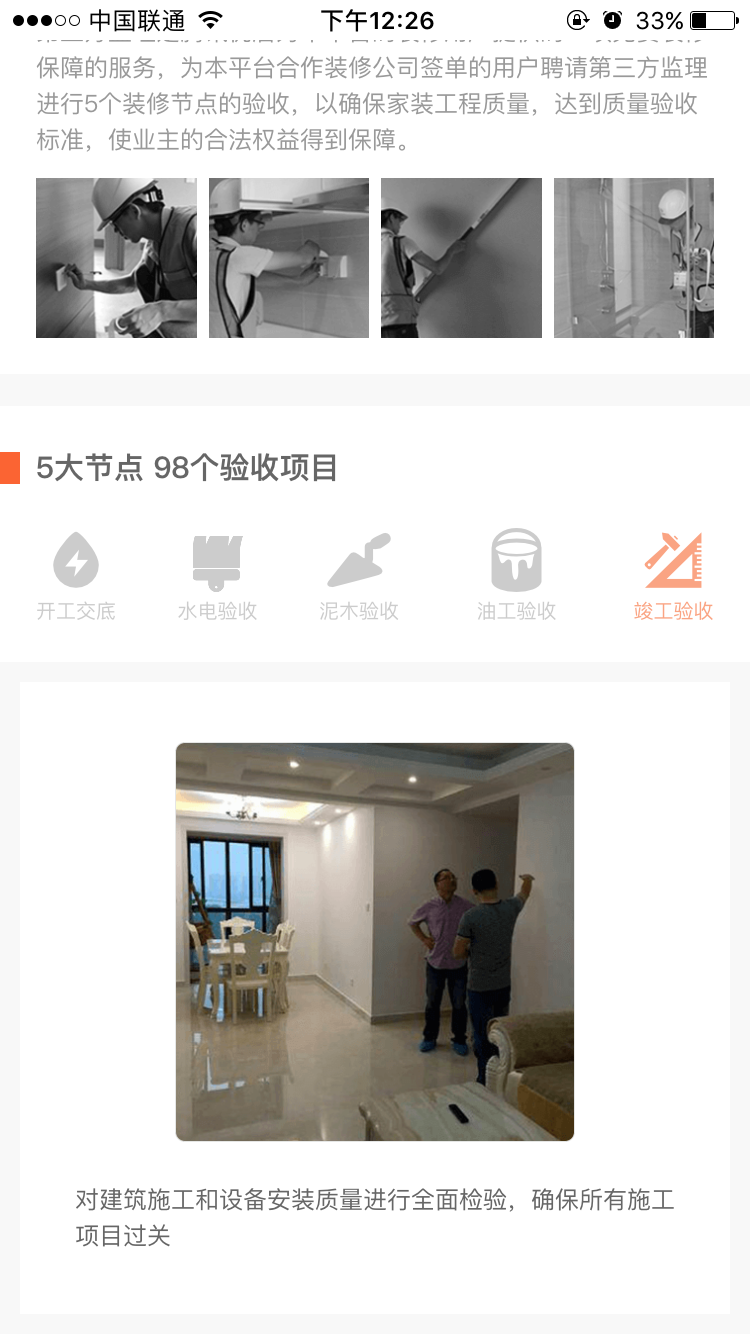 中国联通 下午12:26 33%
保障的服务，为本平台合作装修公司签单的用户聘请第三方监理
进行5个装修节点的验收，以确保家装工程质量，达到质量验收
标准，使业主的合法权益得到保障。
5大节点 98个验收项目
开工交底 水电验收 泥木验收 油工验收 竣工验收
对建筑施工和设备安装质量进行全面检验，确保所有施工
项目过关